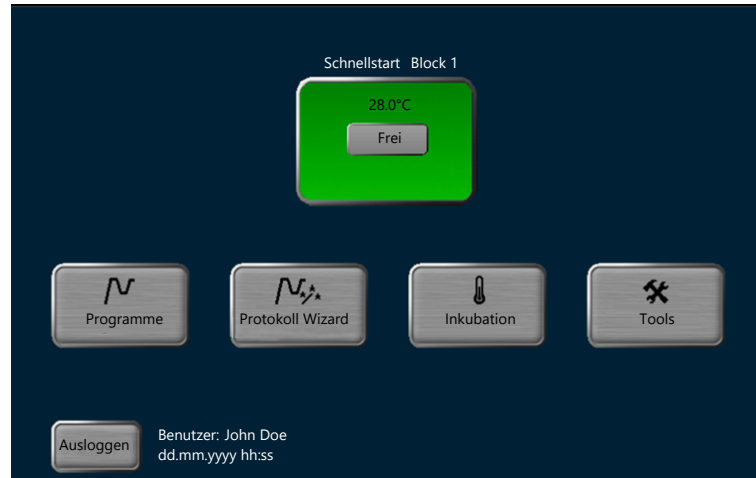 Schnellstart Block 1
28.0°C
Frei
Programme
Protokoll Wizard
Inkubation
Tools
Ausloggen
Benutzer: John Doe
dd.mm.yyyy hh:ss